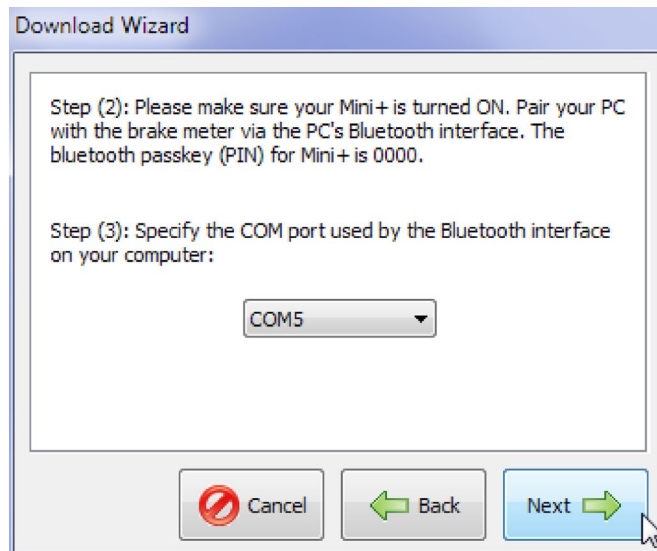 Download Wizard
Step (2): Please make sure your Mini+ is turned ON. Pair your PC
with the brake meter via the PC's Bluetooth interface. The
bluetooth passkey (PIN) for Mini+ is 0000.
Step (3): Specify the COM port used by the Bluetooth interface
on your computer:
COM5
Cancel
Back
Next